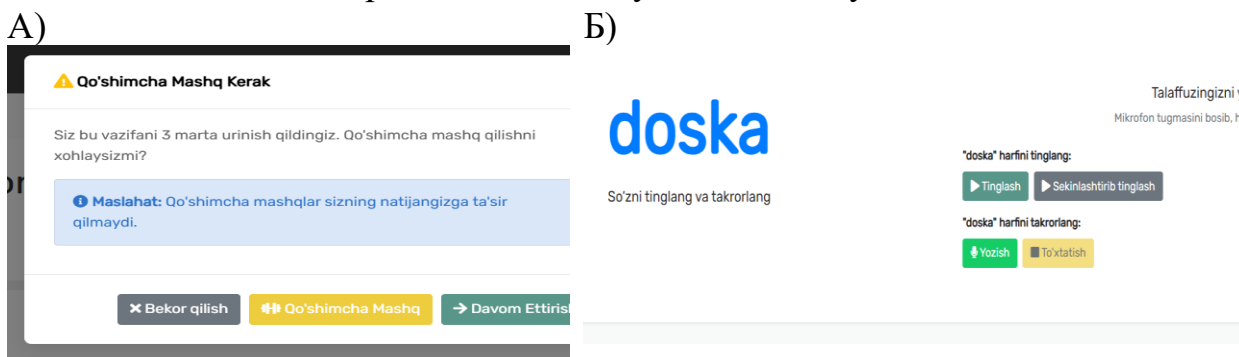 А)
Б)
Qo'shimcha Mashq Kerak
Siz bu vazifani 3 marta urinish qildingiz. Qo'shimcha mashq qilishni
xohlaysizmi?
Maslahat: Qo'shimcha mashqlar sizning natijangizga ta'sir
qilmaydi.
Bekor qilish
Qo'shimcha Mashq
Davom Ettirish
doska
So'zni tinglang va takrorlang
Talaffuzingizni
Mikrofon tugmasini bosib,
"doska" harfini tinglang:
Tinglash
Sekinlashtirib tinglash
"doska" harfini takrorlang:
Yozish
To'xtatish